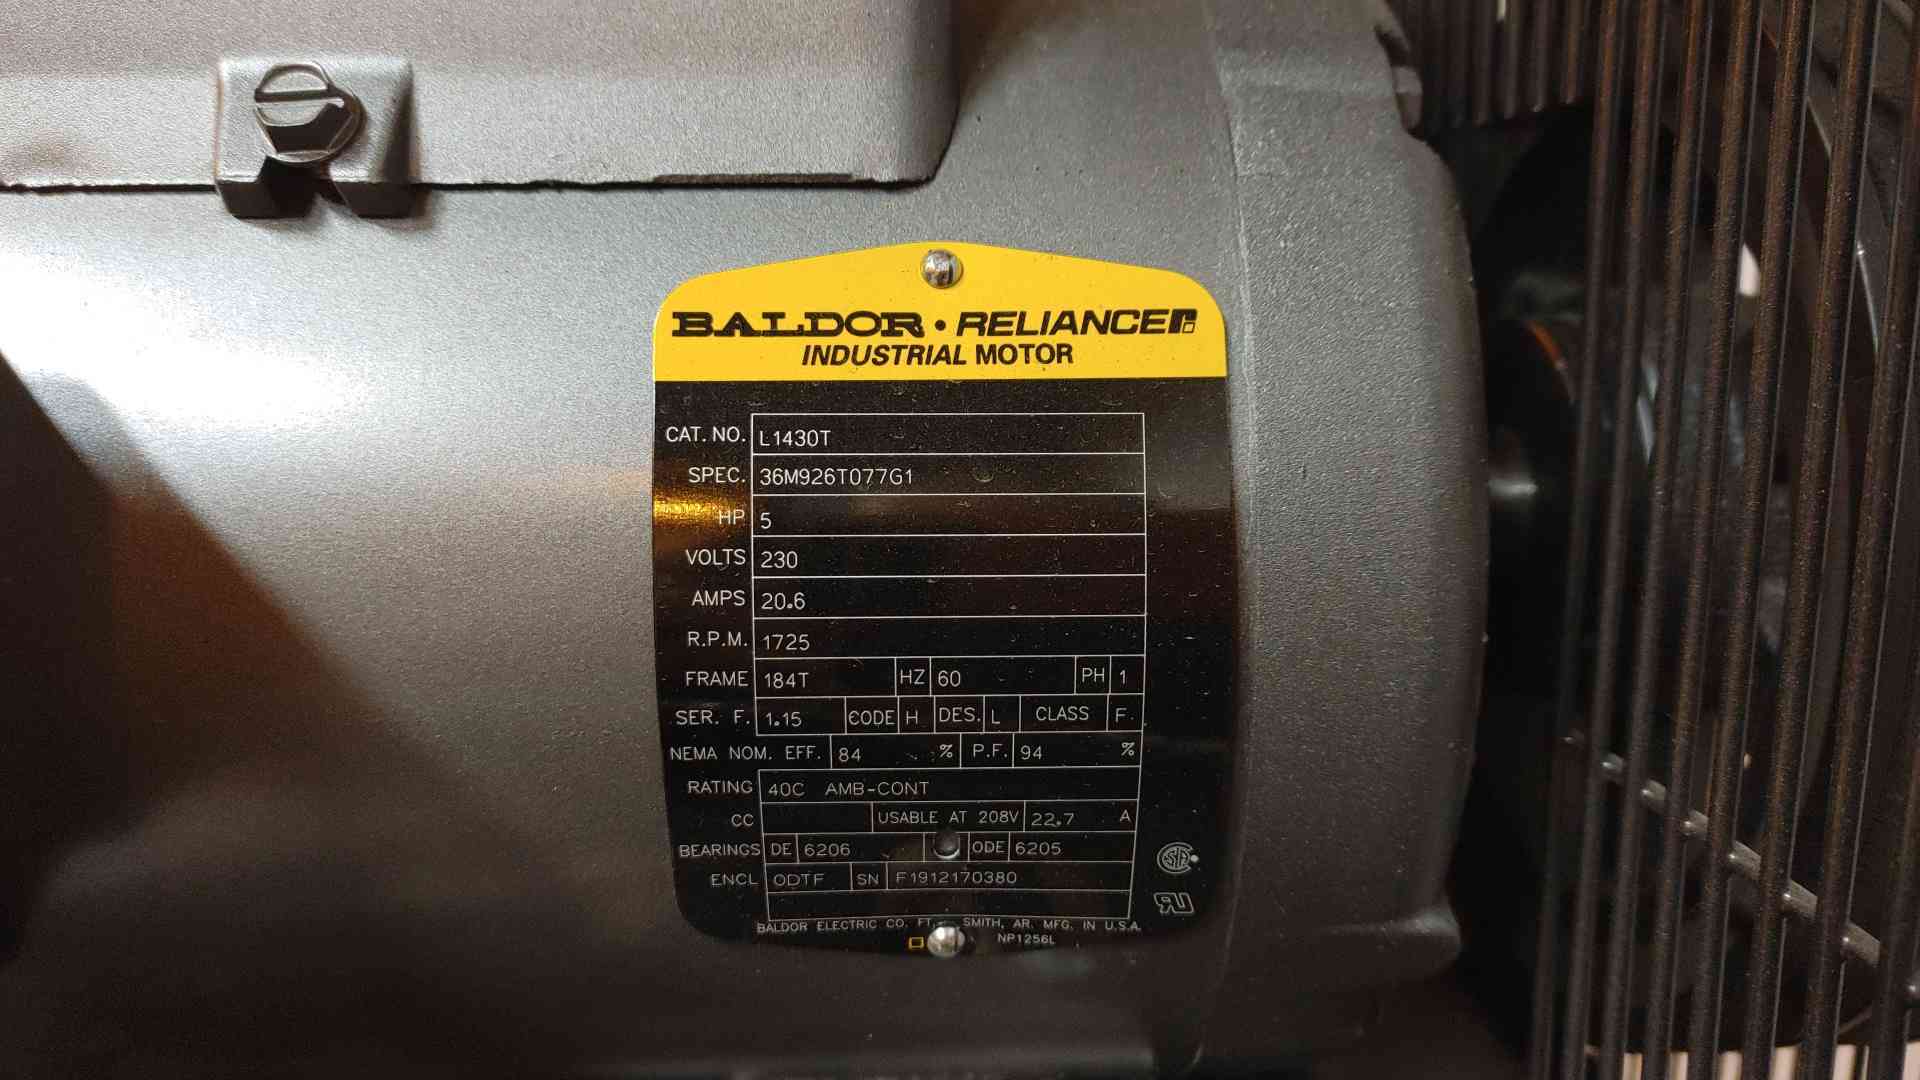 BALDOR • RELIANCE
INDUSTRIAL MOTOR
CAT. NO. L1430T
SPEC. 36M926T077G1
HP 5
VOLTS 230
AMPS 20.6
R.P.M. 1725
FRAME 184T HZ 60 PH 1
SER. F. 1.15 CODE H DES. L CLASS F
NEMA NOM. EFF. 84 % P.F. 94 %
RATING 40C AMB-CONT
CC USABLE AT 208V 22.7 A
BEARINGS DE 6206 ODE 6205
ENCL ODTF SN F1912170380
BALDOR ELECTRIC CO. FT. SMITH, AR. MFG. IN U.S.A.
NP1256L